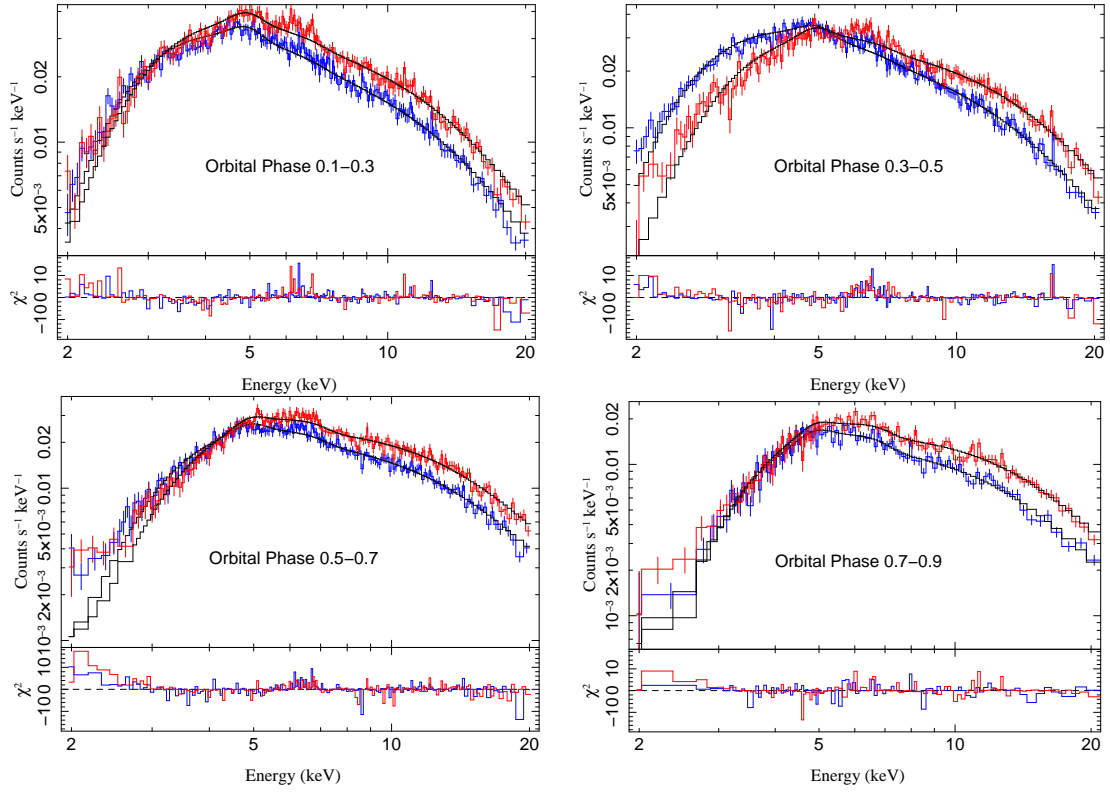 0.02
0.01
5×10⁻³
Counts s⁻¹ keV⁻¹
Orbital Phase 0.1−0.3
10
0
−10
χ²
2 5 10 20
Energy (keV)
0.02
0.01
5×10⁻³
Counts s⁻¹ keV⁻¹
Orbital Phase 0.3−0.5
10
0
−10
χ²
2 5 10 20
Energy (keV)
0.02
0.01
5×10⁻³
2×10⁻³
10⁻³
Counts s⁻¹ keV⁻¹
Orbital Phase 0.5−0.7
10
10
0
−10
χ²
2 5 10 20
Energy (keV)
0.02
0.01
5×10⁻³
2×10⁻³
10⁻³
Counts s⁻¹ keV⁻¹
Orbital Phase 0.7−0.9
10
0
−10
χ²
2 5 10 20
Energy (keV)